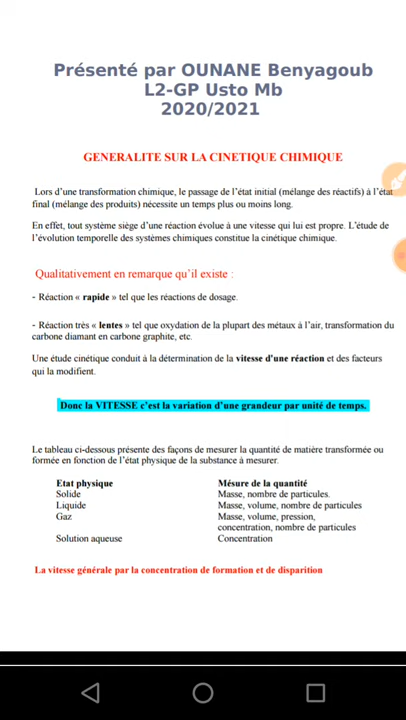 Présenté par OUNANE Benyagoub
L2-GP Usto Mb
2020/2021
GENERALITE SUR LA CINETIQUE CHIMIQUE
Lors d’une transformation chimique, le passage de l’état initial (mélange des réactifs) à l’état
final (mélange des produits) nécessite un temps plus ou moins long.
En effet, tout système siège d’une réaction évolue à une vitesse qui lui est propre. L’étude de
l’évolution temporelle des systèmes chimiques constitue la cinétique chimique.
Qualitativement en remarque qu’il existe :
- Réaction « rapide » tel que les réactions de dosage.
- Réaction très « lentes » tel que oxydation de la plupart des métaux à l’air, transformation du
carbone diamant en carbone graphite, etc.
Une étude cinétique conduit à la détermination de la vitesse d'une réaction et des facteurs
qui la modifient.
Donc la VITESSE c’est la variation d’une grandeur par unité de temps.
Le tableau ci-dessous présente des façons de mesurer la quantité de matière transformée ou
formée en fonction de l’état physique de la substance à mesurer.
Etat physique Mésure de la quantité
Solide Masse, nombre de particules.
Liquide Masse, volume, nombre de particules
Gaz Masse, volume, pression,
concentration, nombre de particules
Solution aqueuse Concentration
La vitesse générale par la concentration de formation et de disparition